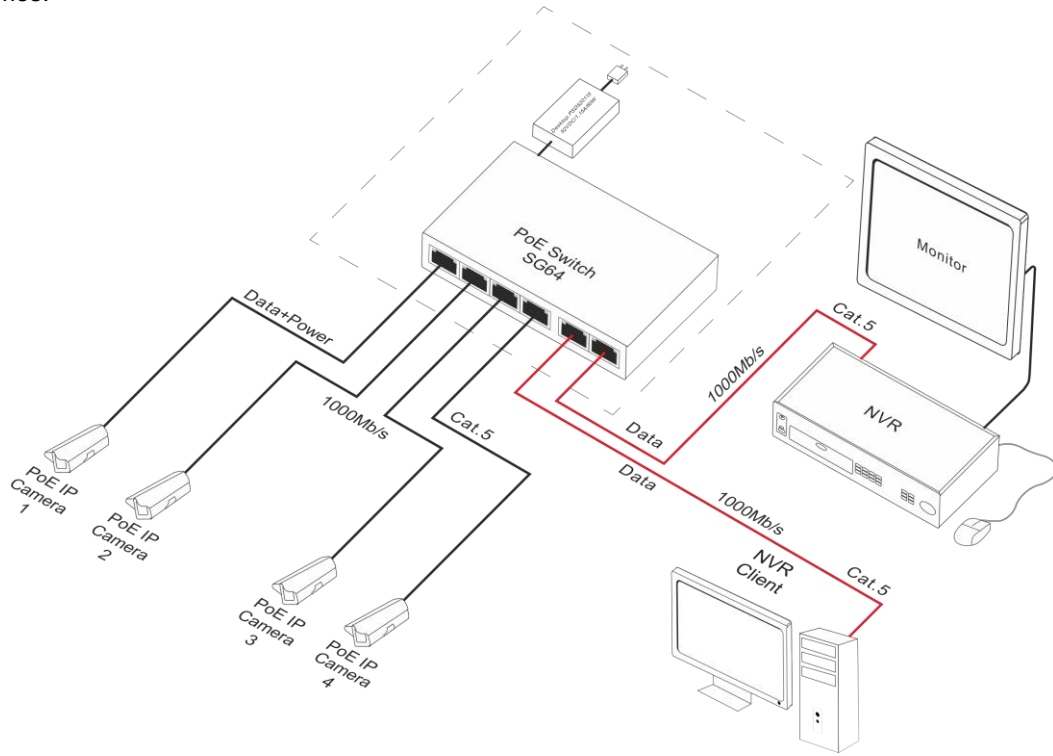 Desktop
PoE Switch
SG64
Monitor
Data+Power
1000Mb/s
Cat.5
1000Mb/s
Cat.5
Data
NVR
Data
1000Mb/s
Cat.5
NVR
Client
PoE IP
Camera
1
PoE IP
Camera
2
PoE IP
Camera
3
PoE IP
Camera
4